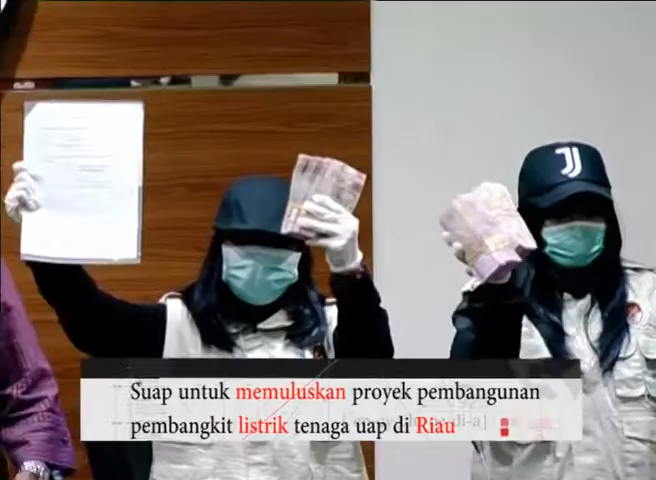 Suap untuk memuluskan proyek pembangunan
pembangkit listrik tenaga uap di Riau